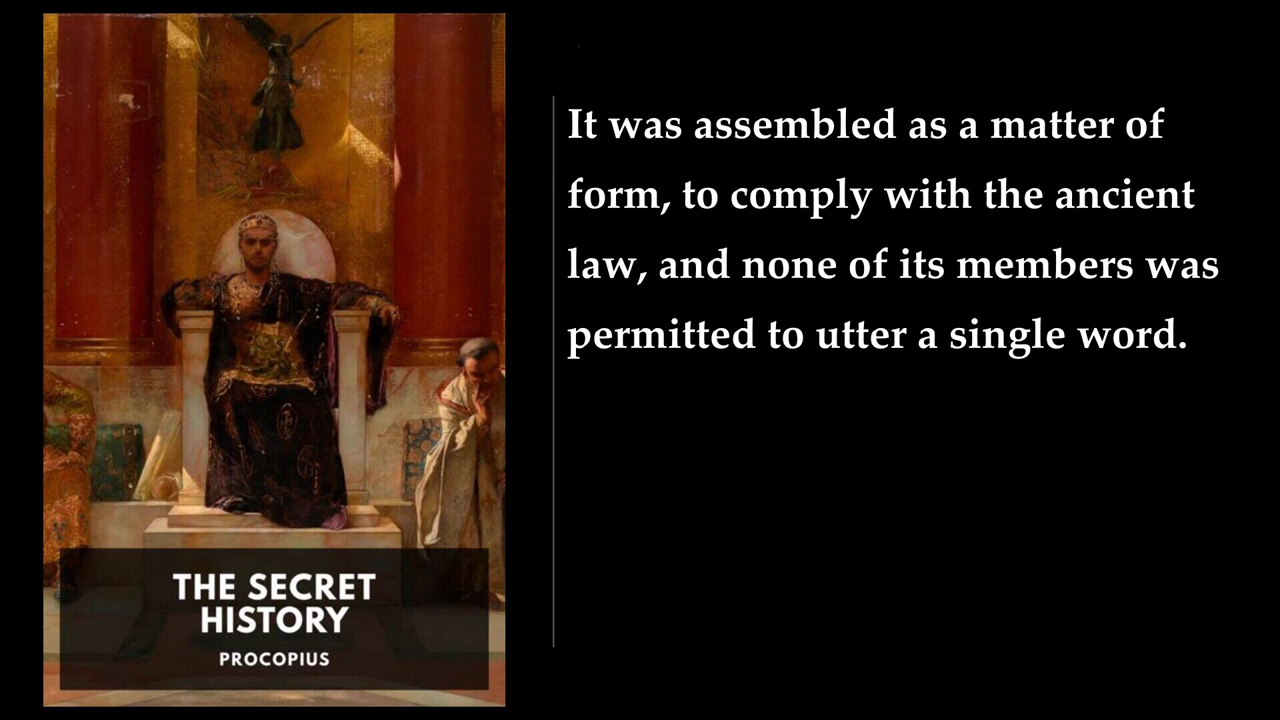 It was assembled as a matter of
form, to comply with the ancient
law, and none of its members was
permitted to utter a single word.
THE SECRET
HISTORY
PROCOPIUS